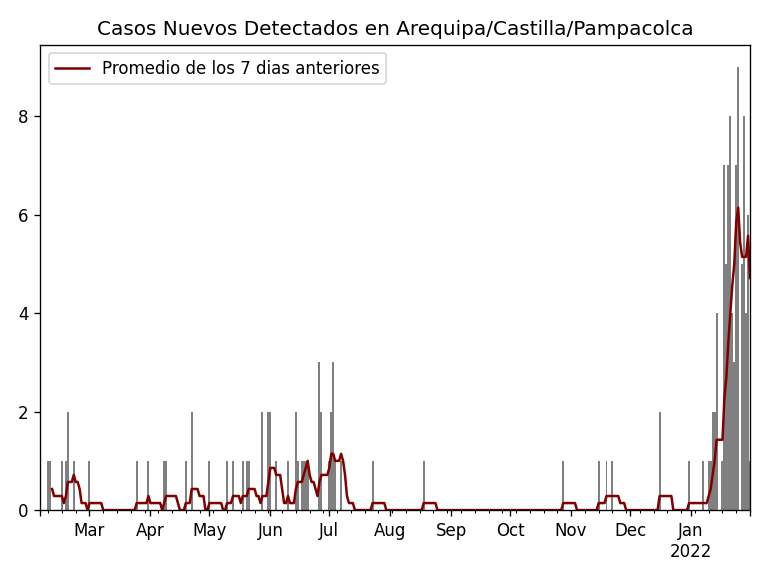 Casos Nuevos Detectados en Arequipa/Castilla/Pampacolca
Promedio de los 7 dias anteriores
8
6
4
2
0
Mar Apr May Jun Jul Aug Sep Oct Nov Dec Jan
2022